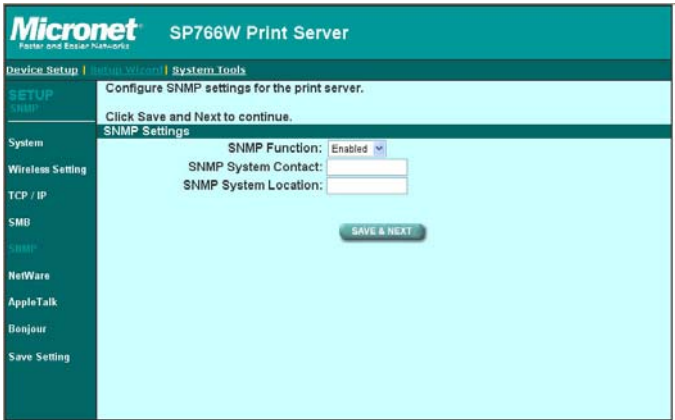 Micronet
Faster and Easier Networks
SP766W Print Server
Device Setup | Setup Wizard | System Tools
SETUP
SNMP
Configure SNMP settings for the print server.
Click Save and Next to continue.
SNMP Settings
SNMP Function: Enabled
SNMP System Contact:
SNMP System Location:
SAVE & NEXT
System
Wireless Setting
TCP / IP
SMB
SNMP
NetWare
AppleTalk
Bonjour
Save Setting